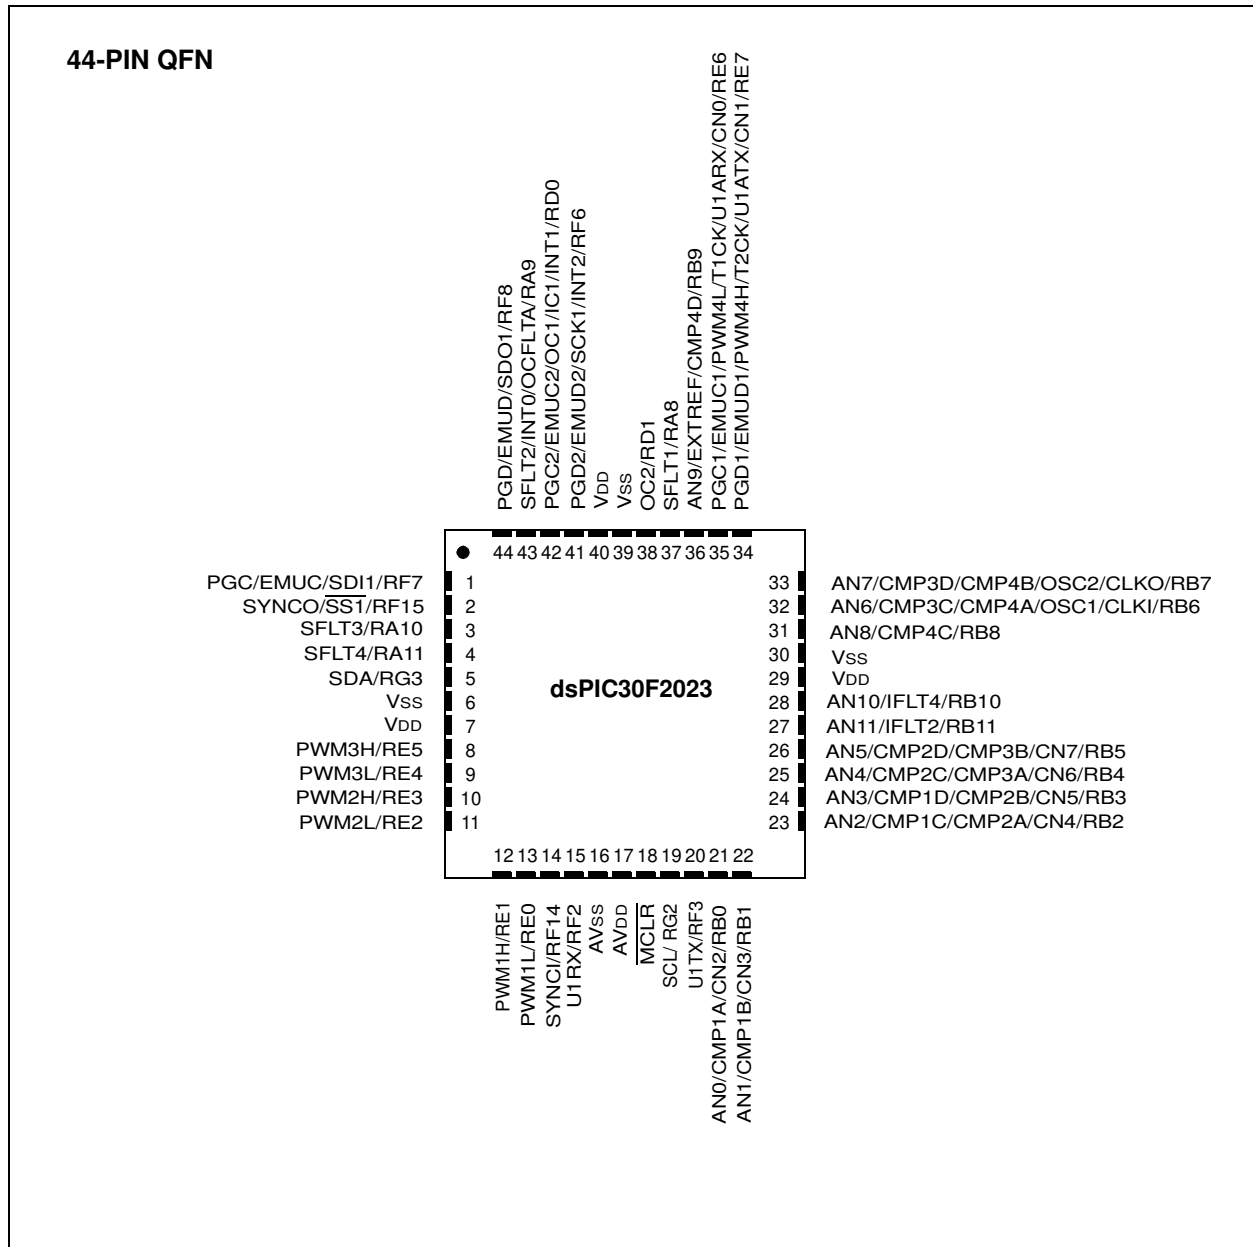 44-PIN QFN
PGD/EMUD/SDO1/RF8
SFLT2/INT0/OCFLTA/RA9
PGC2/EMUC2/OC1/IC1/INT1/RD0
PGD2/EMUD2/SCK1/INT2/RF6
VDD
VSS
OC2/RD1
SFLT1/RA8
AN9/EXTREF/CMP4D/RB9
PGC1/EMUC1/PWM4L/T1CK/U1ARX/CN0/RE6
PGD1/EMUD1/PWM4H/T2CK/U1ATX/CN1/RE7
44 43 42 41 40 39 38 37 36 35 34
PGC/EMUC/SDI1/RF7 1
SYNCO/SS1/RF15 2
SFLT3/RA10 3
SFLT4/RA11 4
SDA/RG3 5
VSS 6
VDD 7
PWM3H/RE5 8
PWM3L/RE4 9
PWM2H/RE3 10
PWM2L/RE2 11
dsPIC30F2023
33 AN7/CMP3D/CMP4B/OSC2/CLKO/RB7
32 AN6/CMP3C/CMP4A/OSC1/CLKI/RB6
31 AN8/CMP4C/RB8
30 VSS
29 VDD
28 AN10/IFLT4/RB10
27 AN11/IFLT2/RB11
26 AN5/CMP2D/CMP3B/CN7/RB5
25 AN4/CMP2C/CMP3A/CN6/RB4
24 AN3/CMP1D/CMP2B/CN5/RB3
23 AN2/CMP1C/CMP2A/CN4/RB2
12 13 14 15 16 17 18 19 20 21 22
PWM1H/RE1
PWM1L/RE0
SYNCI/RF14
U1RX/RF2
AVSS
AVDD
MCLR
SCL/ RG2
U1TX/RF3
AN0/CMP1A/CN2/RB0
AN1/CMP1B/CN3/RB1